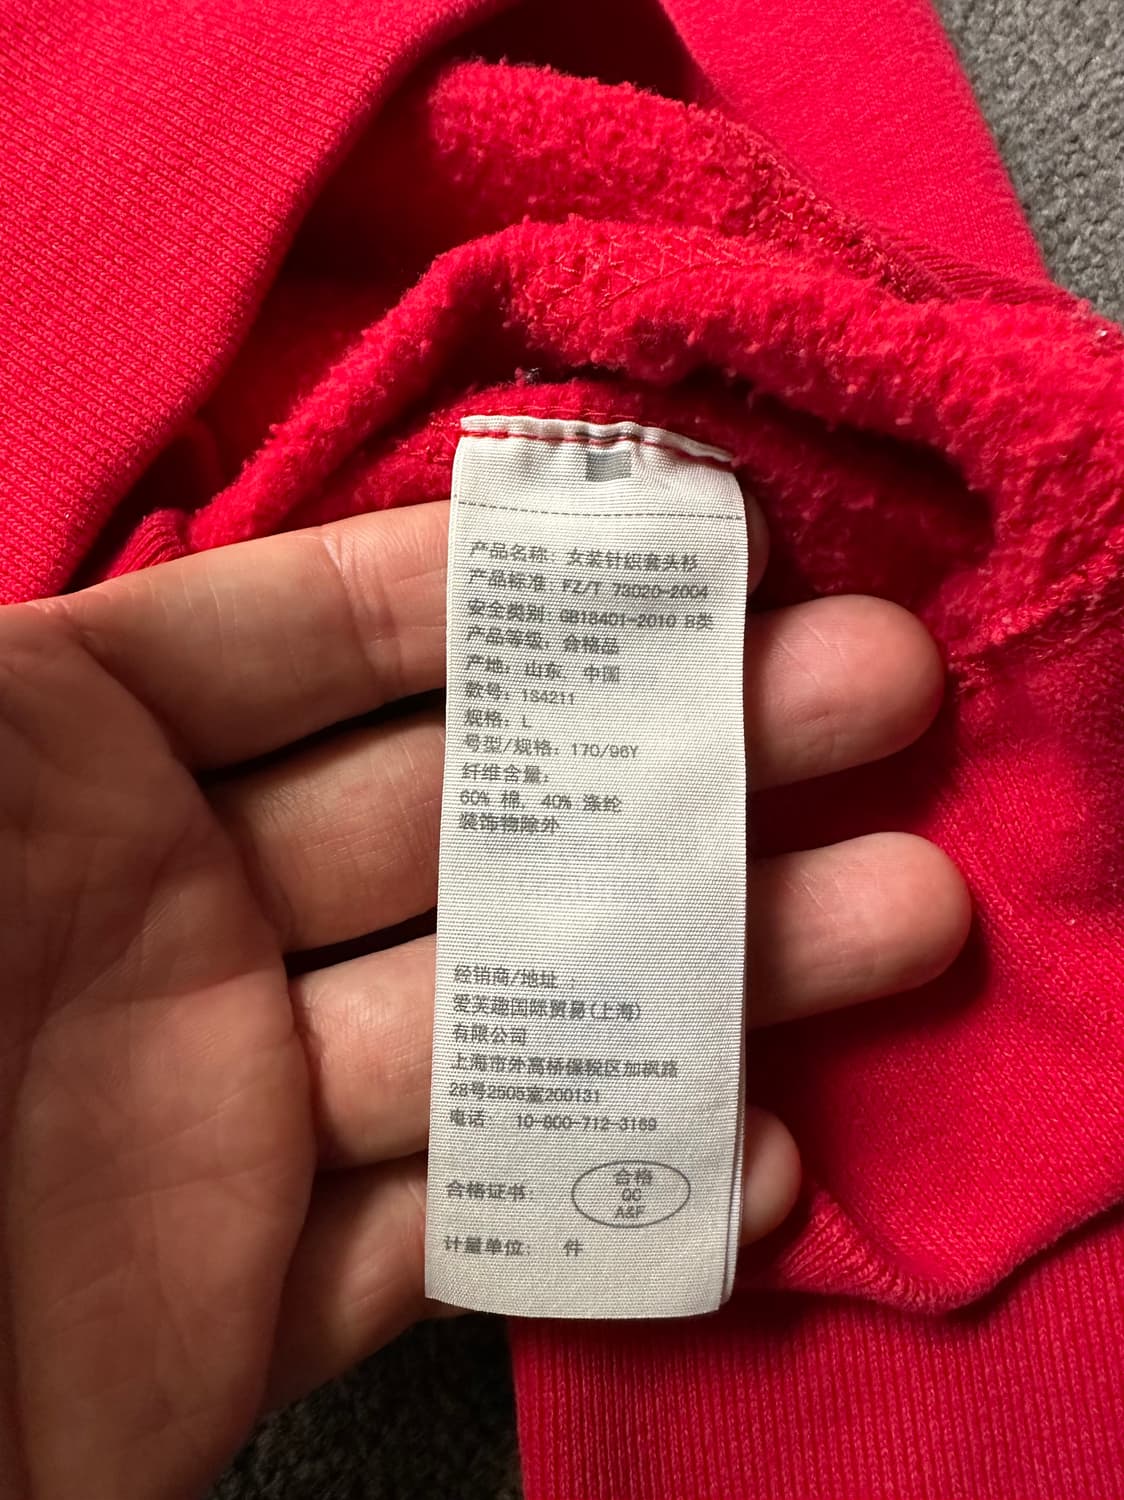 产品名称: 女装针织套头衫
产品标准: FZ/T 73020-2004
安全类别: GB18401-2010 B类
产品等级: 合格品
产地: 山东, 中国
款号: 154211
规格: L
号型/规格: 170/96Y
纤维含量:
60% 棉, 40% 涤纶
装饰物除外
经销商/地址 :
爱芙趣国际贸易(上海)
有限公司
上海市外高桥保税区加枫路
28号2505室200131
电话: 10-800-712-3169
合格证书:
合格
QC
A&F
计量单位: 件